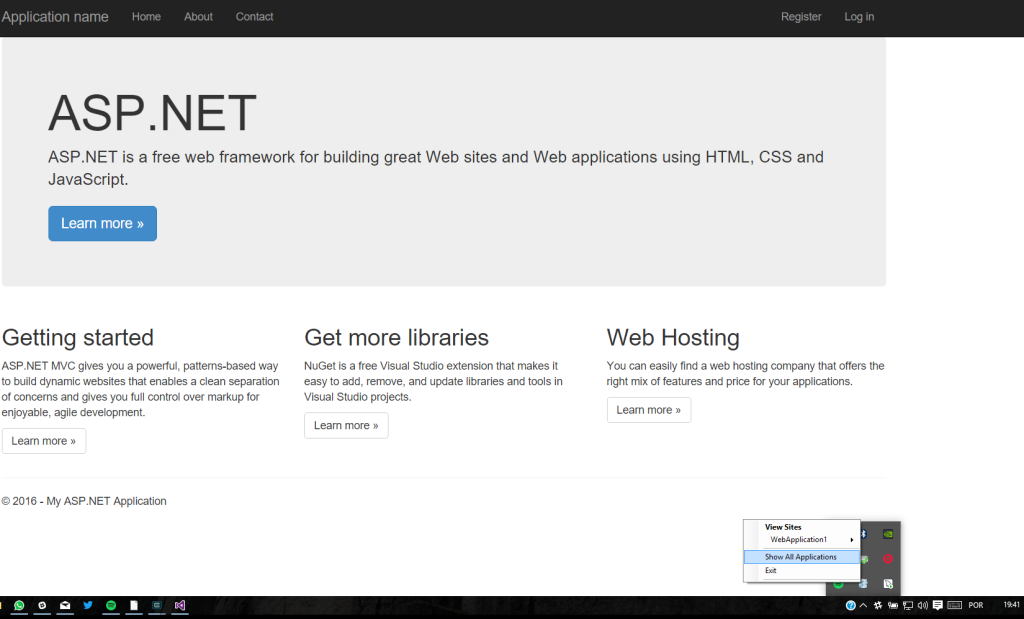 Application name Home About Contact Register Log in
ASP.NET
ASP.NET is a free web framework for building great Web sites and Web applications using HTML, CSS and
JavaScript.
Learn more »
Getting started
ASP.NET MVC gives you a powerful, patterns-based way
to build dynamic websites that enables a clean separation
of concerns and gives you full control over markup for
enjoyable, agile development.
Learn more »
Get more libraries
NuGet is a free Visual Studio extension that makes it
easy to add, remove, and update libraries and tools in
Visual Studio projects.
Learn more »
Web Hosting
You can easily find a web hosting company that offers the
right mix of features and price for your applications.
Learn more »
© 2016 - My ASP.NET Application
View Sites
WebApplication1
Show All Applications
Exit
POR 19:41